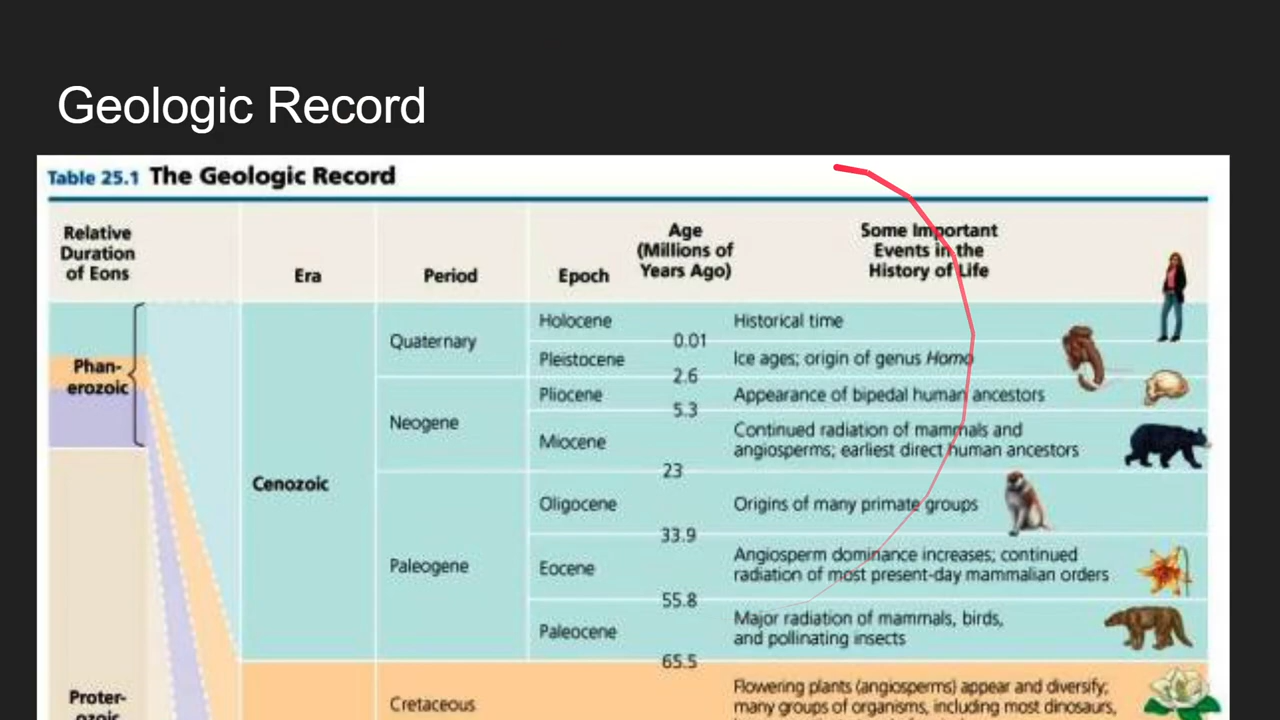 Geologic Record
Table 25.1 The Geologic Record
Relative
Duration
of Eons
Era
Period
Epoch
Age
(Millions of
Years Ago)
Some Important
Events in the
History of Life
Phan-
erozoic
Cenozoic
Quaternary
Holocene
Historical time
0.01
Pleistocene
Ice ages; origin of genus Homo
2.6
Neogene
Pliocene
Appearance of bipedal human ancestors
5.3
Miocene
Continued radiation of mammals and
angiosperms; earliest direct human ancestors
23
Paleogene
Oligocene
Origins of many primate groups
33.9
Eocene
Angiosperm dominance increases; continued
radiation of most present-day mammalian orders
55.8
Paleocene
Major radiation of mammals, birds,
and pollinating insects
65.5
Proter-
ozoic
Cretaceous
Flowering plants (angiosperms) appear and diversify;
many groups of organisms, including most dinosaurs,